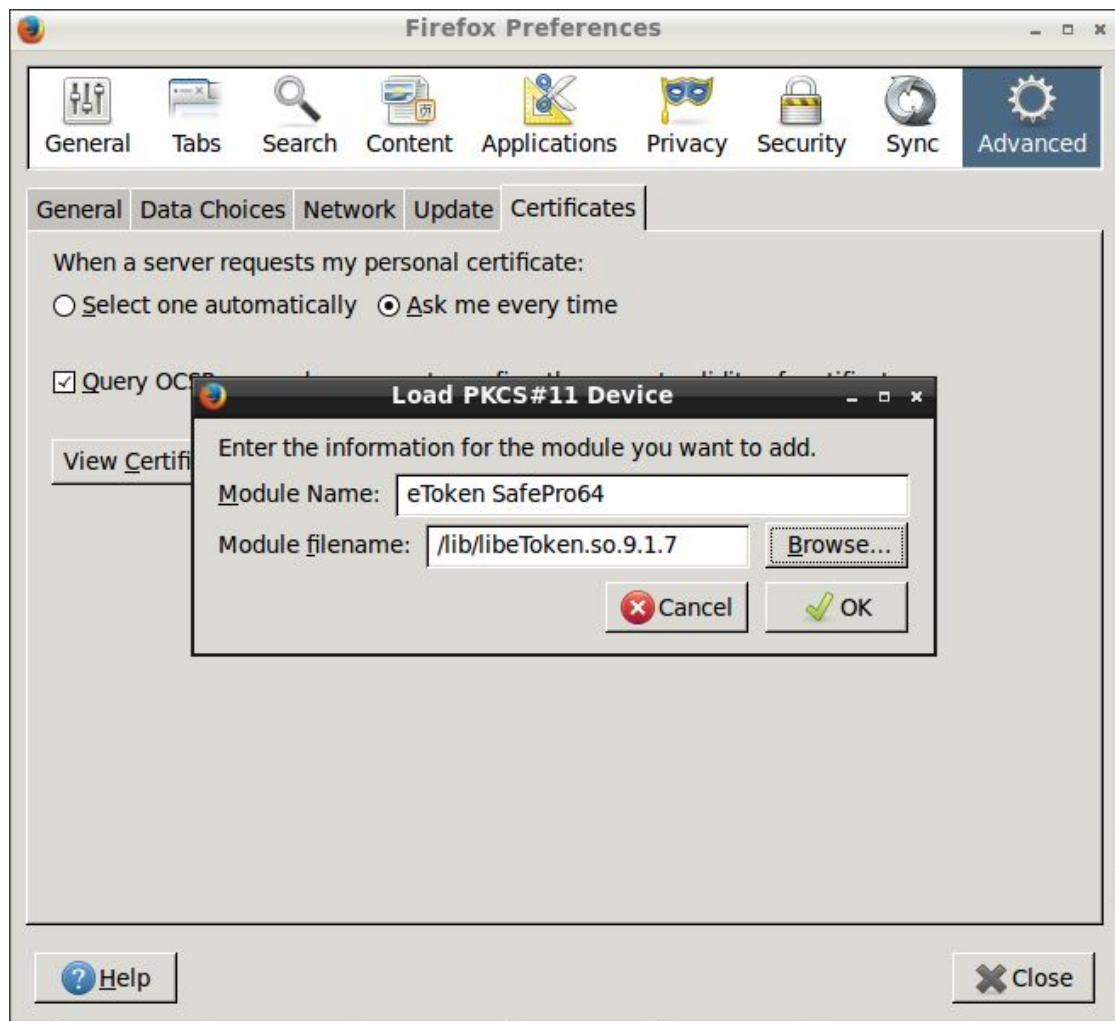 Firefox Preferences
General Tabs Search Content Applications Privacy Security Sync Advanced
General Data Choices Network Update Certificates
When a server requests my personal certificate:
Select one automatically Ask me every time
Query OCSP
Load PKCS#11 Device
Enter the information for the module you want to add.
View Certifi
Module Name: eToken SafePro64
Module filename: /lib/libeToken.so.9.1.7 Browse...
Cancel OK
Help Close